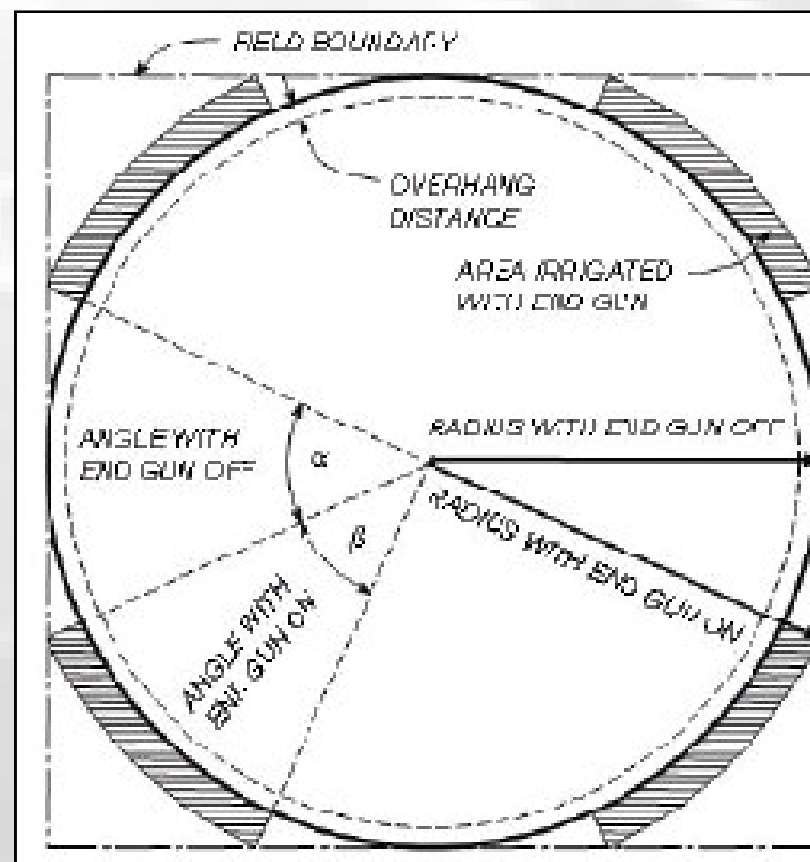 FIELD BOUNDARY
OVERHANG
DISTANCE
AREA IRRIGATED
WITH END GUN
ANGLE WITH
END GUN OFF
α
RADIUS WITH END GUN OFF
β
RADIUS WITH END GUN ON
ANGLE WITH
END GUN ON